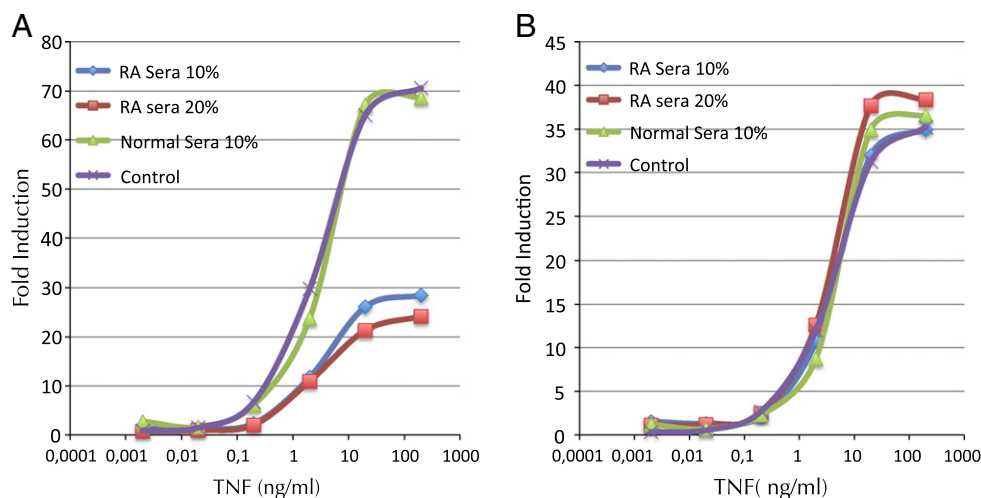 A
80
70
60
50
40
30
20
10
0
Fold Induction
RA Sera 10%
RA sera 20%
Normal Sera 10%
Control
0,0001 0,001 0,01 0,1 1 10 100 1000
TNF (ng/ml)
B
45
40
35
30
25
20
15
10
5
0
Fold Induction
RA Sera 10%
RA sera 20%
Normal Sera 10%
Control
0,0001 0,001 0,01 0,1 1 10 100 1000
TNF( ng/ml)